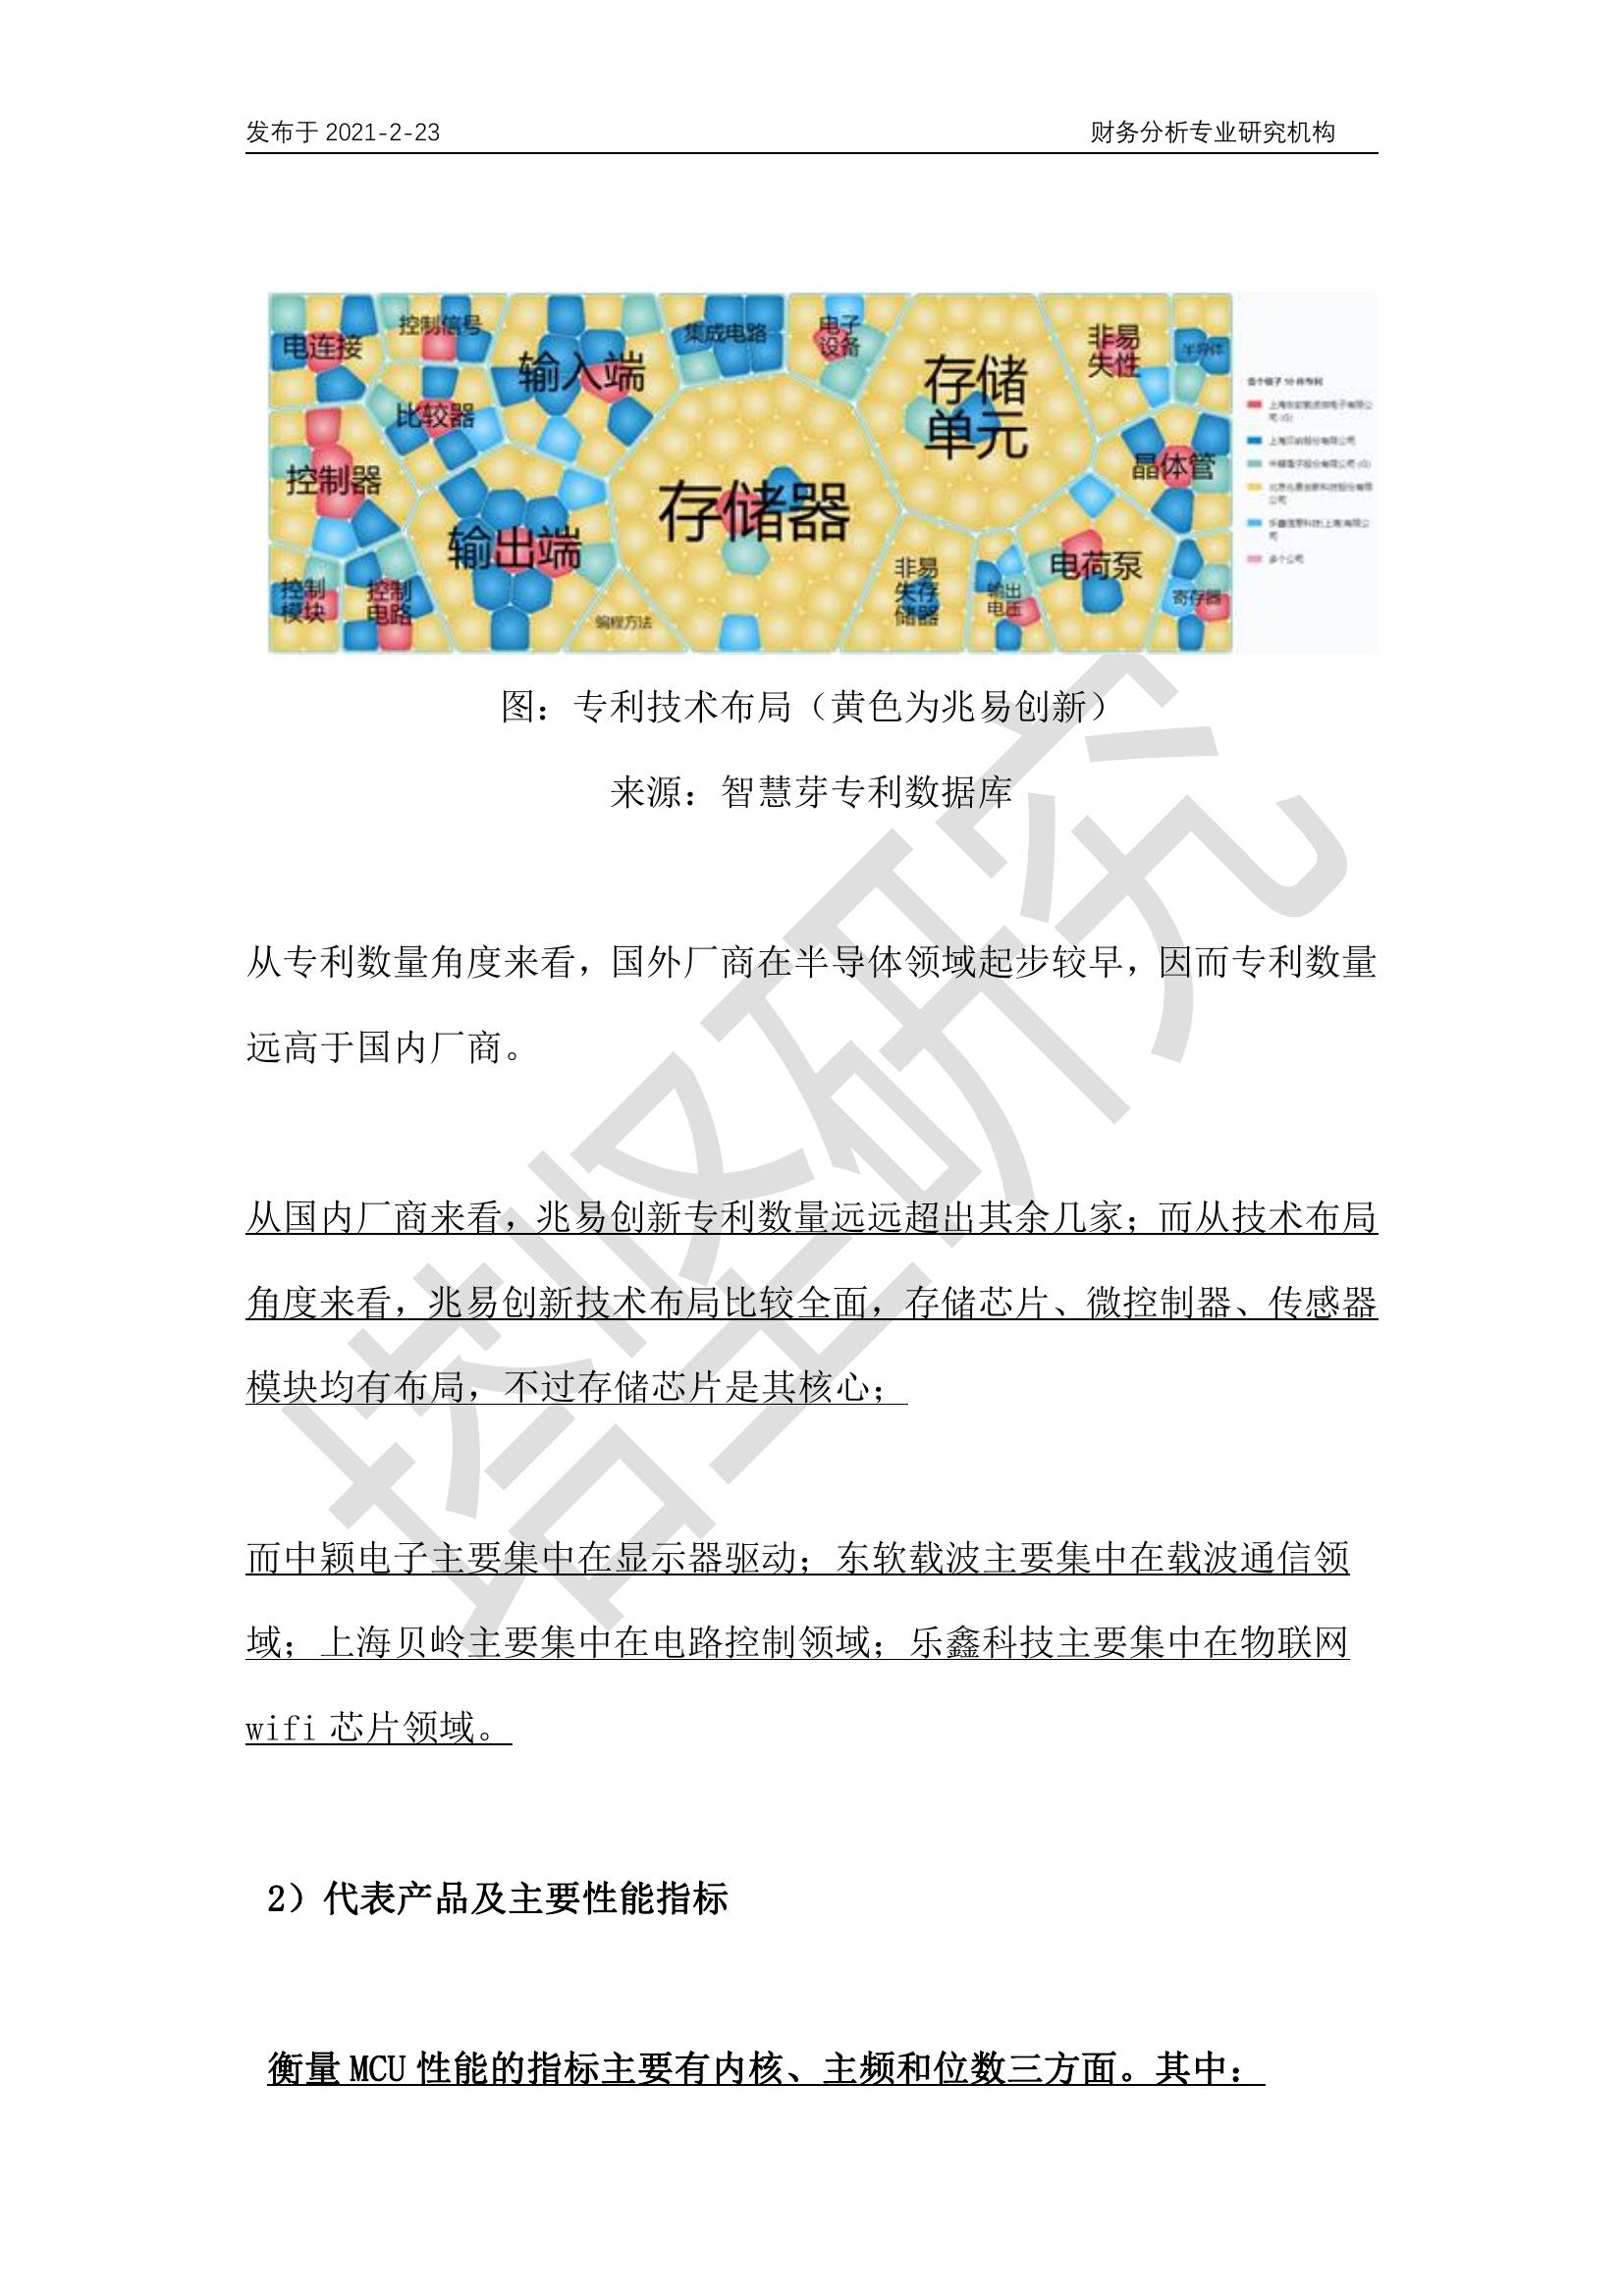 发布于 2021-2-23
财务分析专业研究机构
电连接
控制信号
输入端
集成电路
电子
设备
存储
单元
非易
失性
半导体
比较器
控制器
晶体管
存储器
输出端
电荷泵
非易
失存
储器
输出
电压
寄存器
控制
模块
控制
电路
编程方法
多个公司
图：专利技术布局（黄色为兆易创新）
来源：智慧芽专利数据库
从专利数量角度来看，国外厂商在半导体领域起步较早，因而专利数量
远高于国内厂商。
从国内厂商来看，兆易创新专利数量远远超出其余几家；而从技术布局
角度来看，兆易创新技术布局比较全面，存储芯片、微控制器、传感器
模块均有布局，不过存储芯片是其核心；
而中颖电子主要集中在显示器驱动；东软载波主要集中在载波通信领
域；上海贝岭主要集中在电路控制领域；乐鑫科技主要集中在物联网
wifi 芯片领域。
2）代表产品及主要性能指标
衡量 MCU 性能的指标主要有内核、主频和位数三方面。其中：
塔坚研究